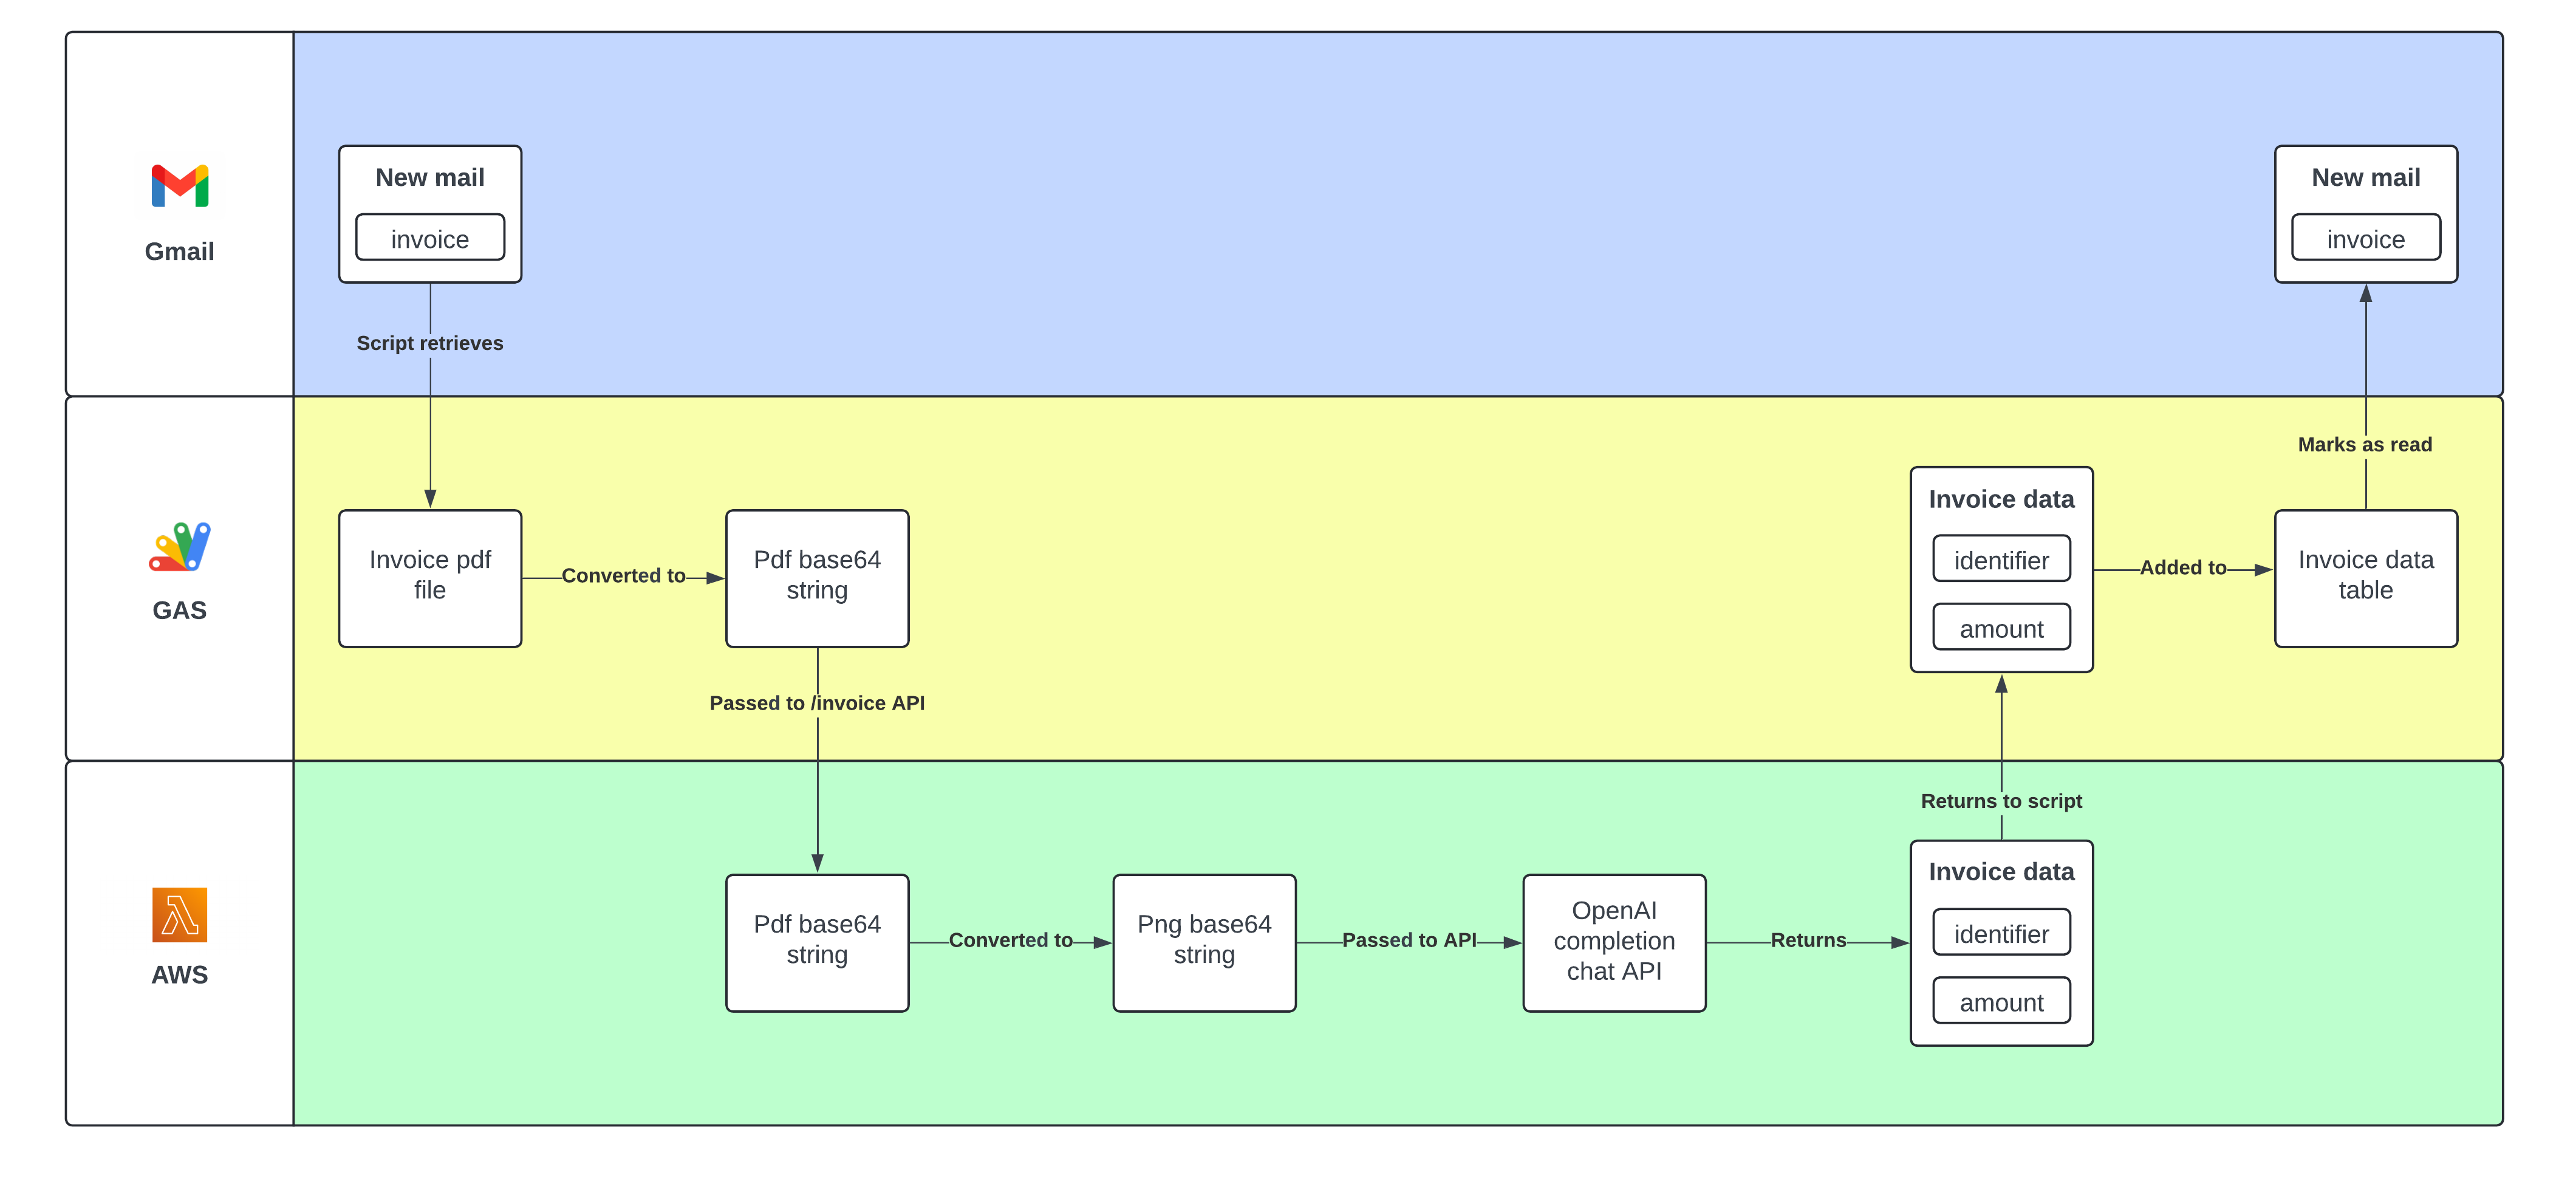 Gmail
New mail
invoice
Script retrieves
New mail
invoice
GAS
Invoice pdf
file
Converted to
Pdf base64
string
Passed to /invoice API
Invoice data
identifier
amount
Added to
Invoice data
table
Marks as read
AWS
Pdf base64
string
Converted to
Png base64
string
Passed to API
OpenAI
completion
chat API
Returns
Invoice data
identifier
amount
Returns to script